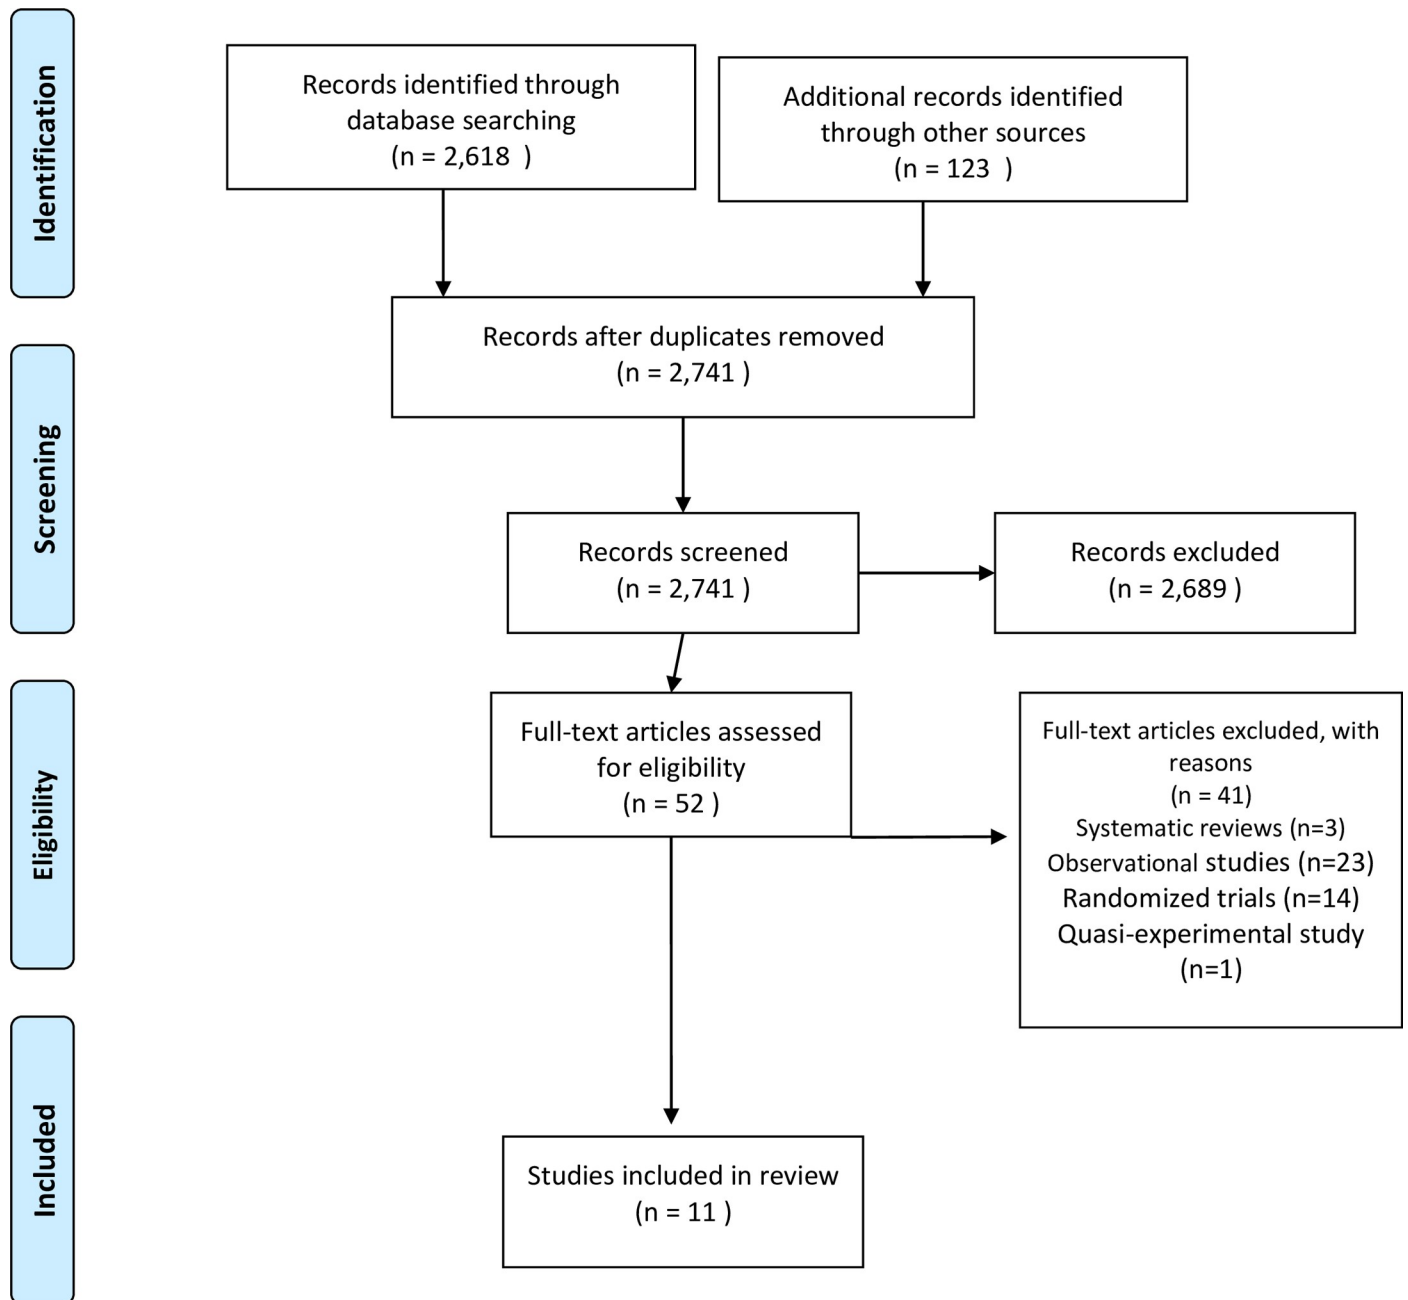 Identification
Records identified through
database searching
(n = 2,618  )
Additional records identified
through other sources
(n = 123  )
Records after duplicates removed
(n = 2,741 )
Screening
Records screened
(n = 2,741 )
Records excluded
(n = 2,689 )
Eligibility
Full-text articles assessed
for eligibility
(n = 52 )
Full-text articles excluded, with
reasons
(n = 41)
Systematic reviews (n=3)
Observational studies (n=23)
Randomized trials (n=14)
Quasi-experimental study
(n=1)
Included
Studies included in review
(n = 11 )